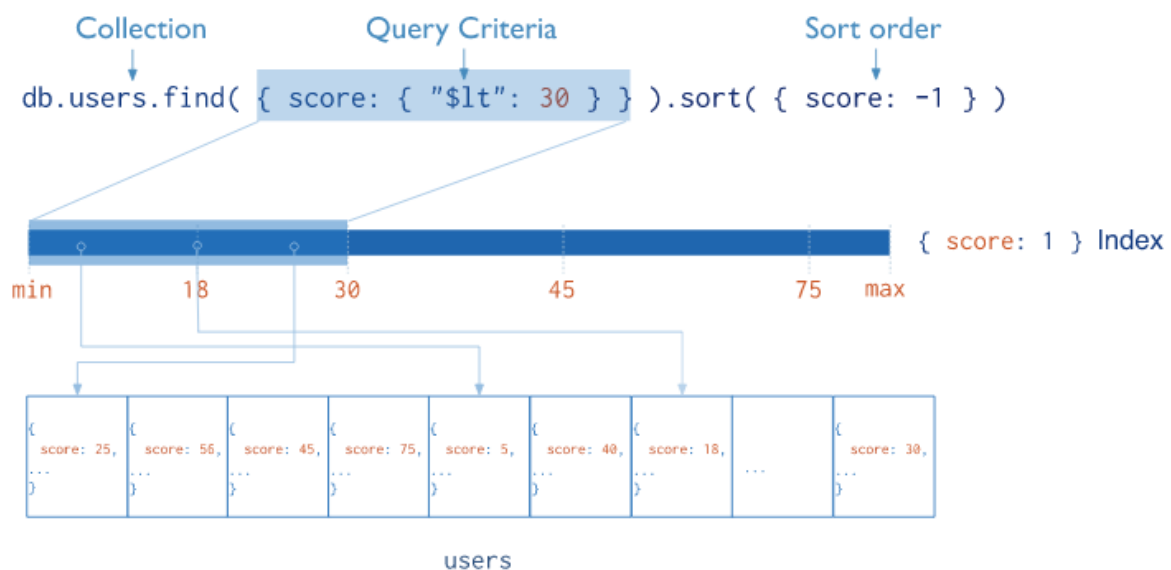 Collection Query Criteria Sort order
db.users.find( { score: { "$lt": 30 } } ).sort( { score: -1 } )
{ score: 1 } Index
min 18 30 45 75 max
{ { { { { { { {
score: 25, score: 56, score: 45, score: 75, score: 5, score: 40, score: 18, score: 30,
... ... ... ... ... ... ... ... ...
} } } } } } } }
users